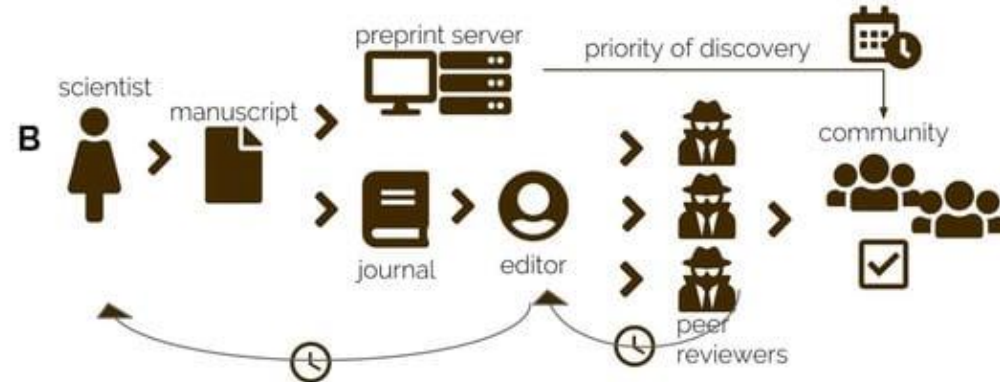 preprint server
priority of discovery
scientist
manuscript
B
community
journal
editor
peer
reviewers